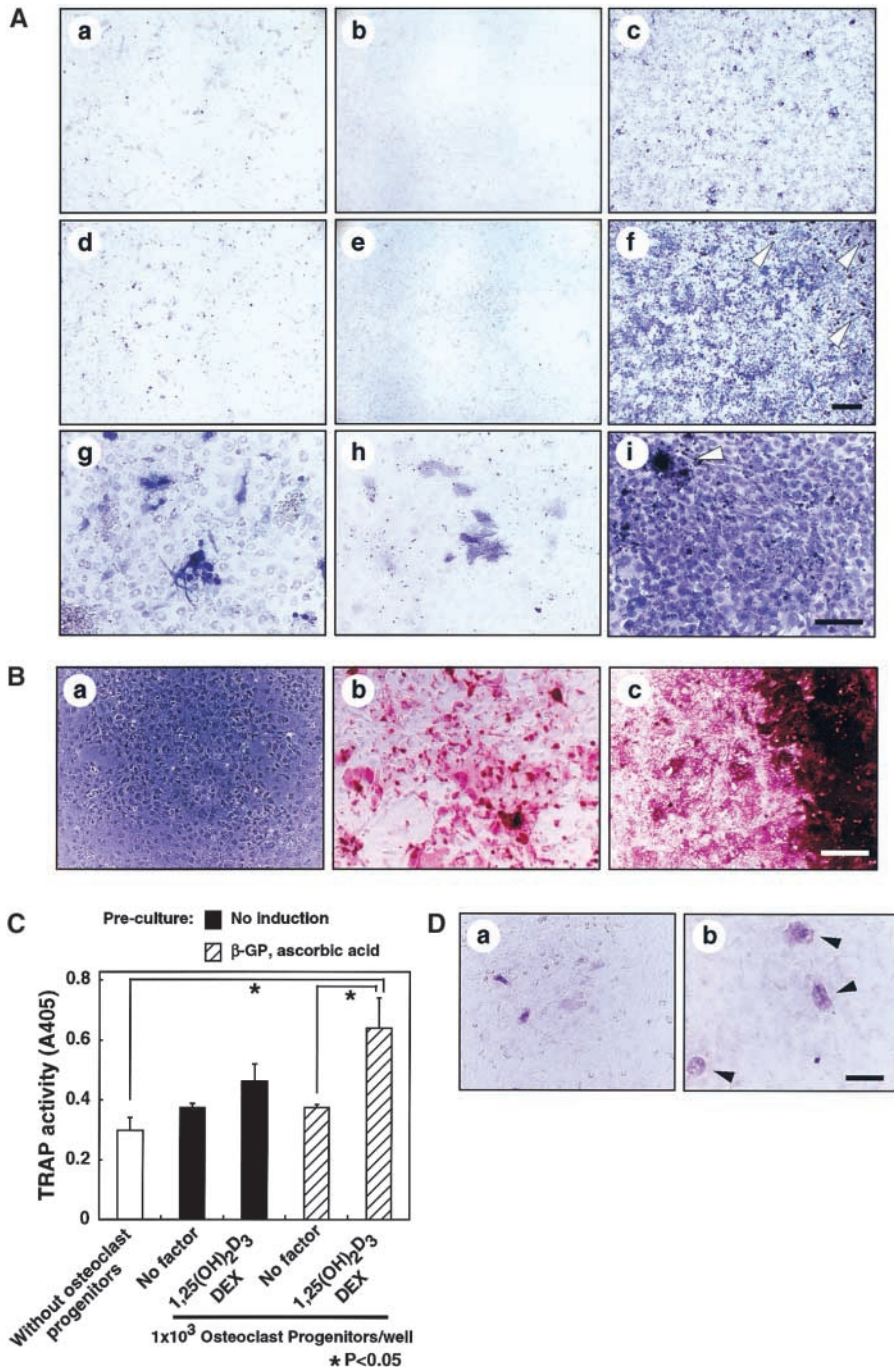 A
a
b
c
d
e
f
g
h
i
B
a
b
c
C
Pre-culture:
No induction
β-GP, ascorbic acid
TRAP activity (A405)
0.8
0.6
0.4
0.2
0
*
*
Without osteoclast
progenitors
No factor
1,25(OH)₂D₃
DEX
No factor
1,25(OH)₂D₃
DEX
1x10³ Osteoclast Progenitors/well
* P<0.05
D
a
b